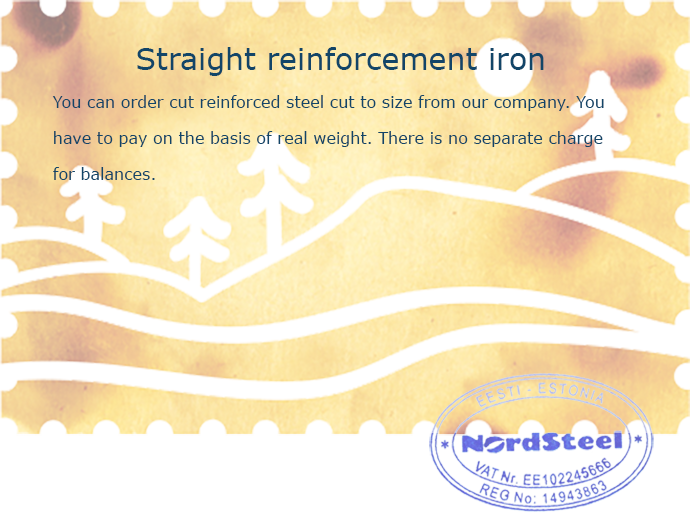 Straight reinforcement iron
You can order cut reinforced steel cut to size from our company. You
have to pay on the basis of real weight. There is no separate charge
for balances.
EESTI - ESTONIA
* NordSteel *
VAT Nr. EE102245666
REG No: 14943863